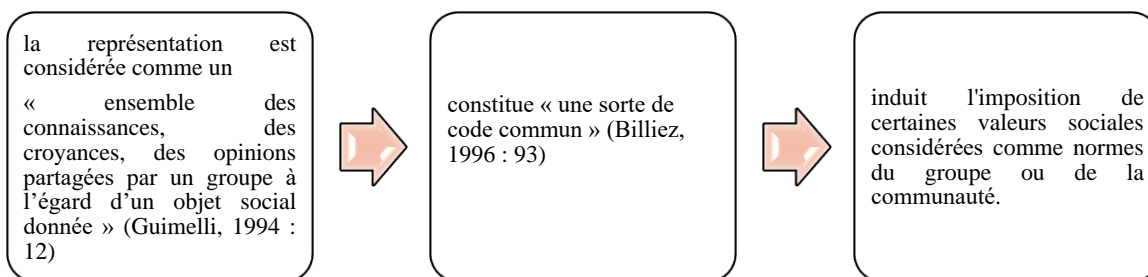 la représentation est
considérée comme un
« ensemble des
connaissances, des
croyances, des opinions
partagées par un groupe à
l’égard d’un objet social
donnée » (Guimelli, 1994 :
12)
constitue « une sorte de
code commun » (Billiez,
1996 : 93)
induit l'imposition de
certaines valeurs sociales
considérées comme normes
du groupe ou de la
communauté.